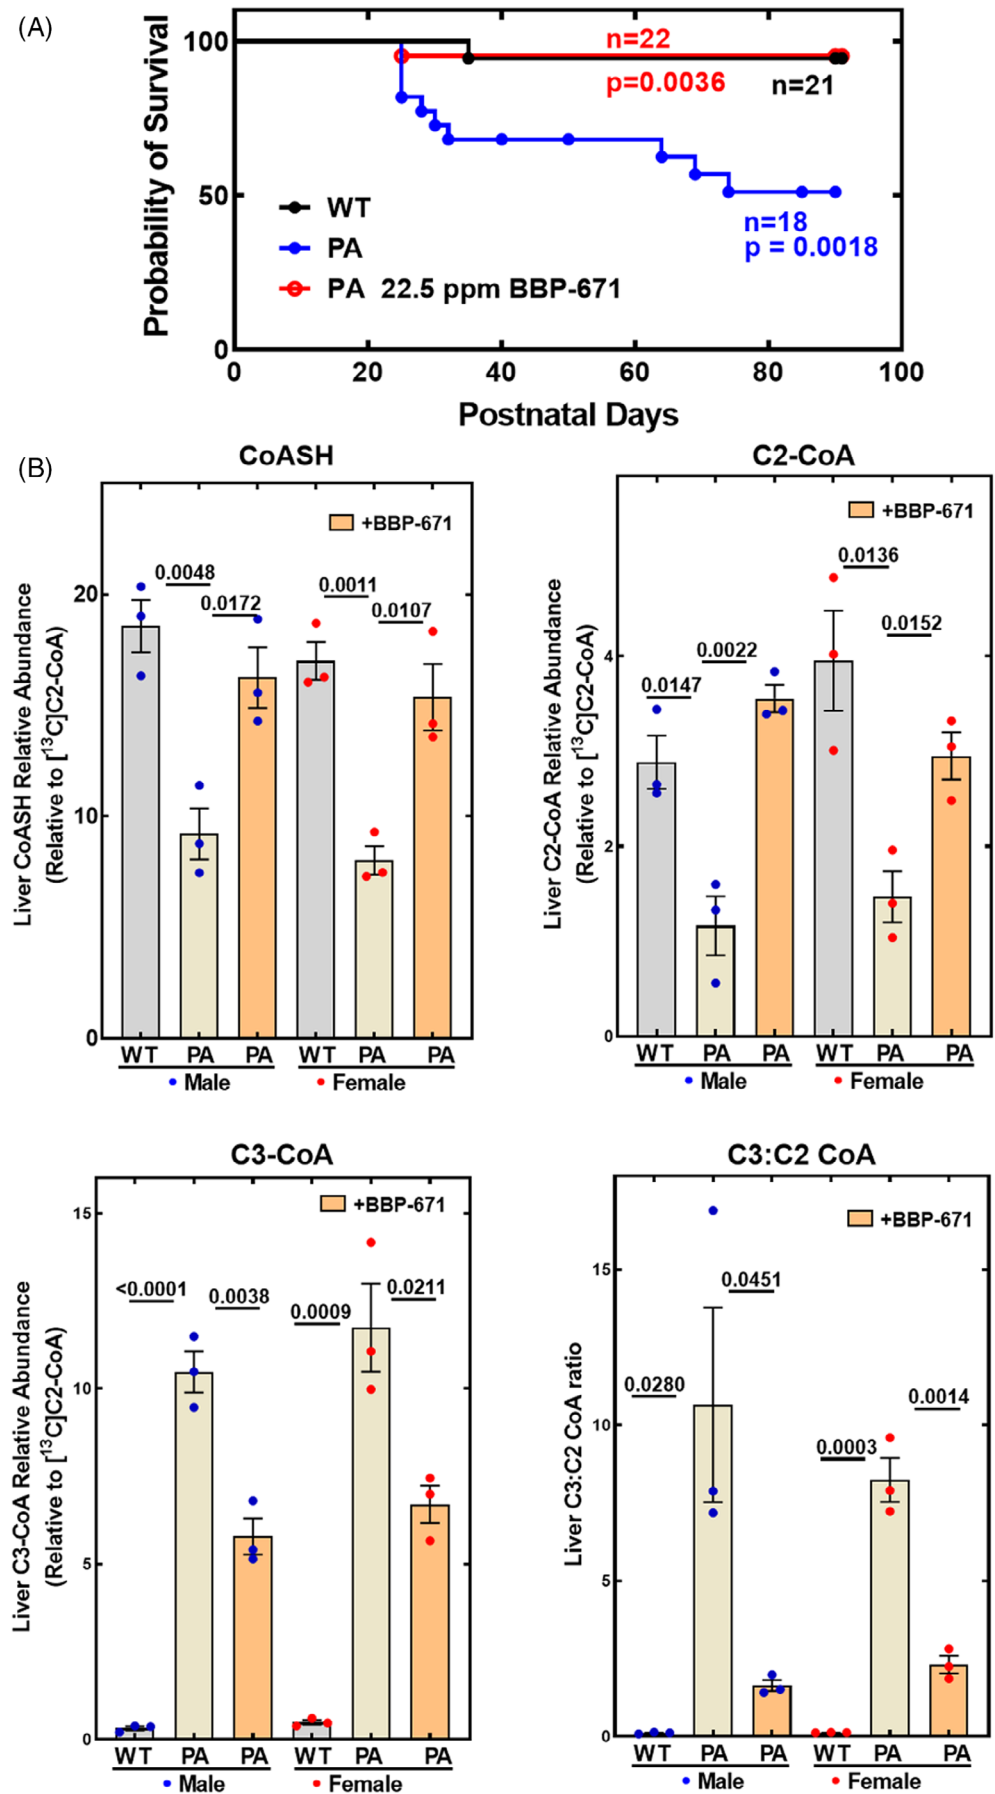 (A)
Probability of Survival
100
50
0
0 20 40 60 80 100
Postnatal Days
n=22
p=0.0036
n=21
n=18
p = 0.0018
WT
PA
PA 22.5 ppm BBP-671
(B)
CoASH
+BBP-671
Liver CoASH Relative Abundance
(Relative to [¹³C]C2-CoA)
20
10
0
0.0048
0.0172
0.0011
0.0107
WT PA PA WT PA PA
Male Female
C2-CoA
+BBP-671
Liver C2-CoA Relative Abundance
(Relative to [¹³C]C2-CoA)
4
2
0
0.0147
0.0022
0.0136
0.0152
WT PA PA WT PA PA
Male Female
C3-CoA
+BBP-671
Liver C3-CoA Relative Abundance
(Relative to [¹³C]C2-CoA)
15
10
5
0
<0.0001
0.0038
0.0009
0.0211
WT PA PA WT PA PA
Male Female
C3:C2 CoA
+BBP-671
Liver C3:C2 CoA ratio
15
10
5
0
0.0280
0.0451
0.0003
0.0014
WT PA PA WT PA PA
Male Female